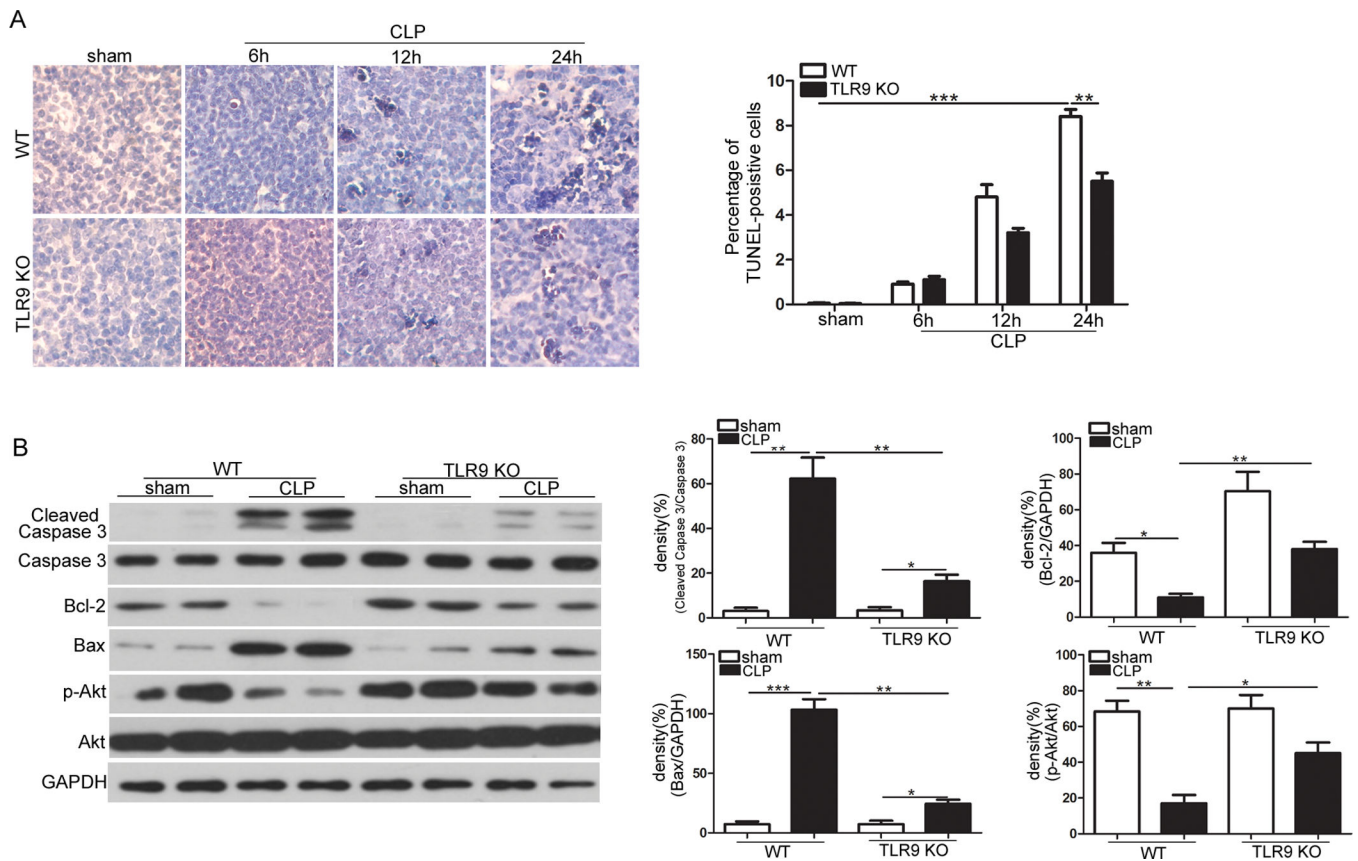 A
CLP
sham 6h 12h 24h
WT
TLR9 KO
WT
TLR9 KO
Percentage of
TUNEL-positive cells
10
8
6
4
2
0
*** **
sham 6h 12h 24h
CLP
B
WT TLR9 KO
sham CLP sham CLP
Cleaved
Caspase 3
Caspase 3
Bcl-2
Bax
p-Akt
Akt
GAPDH
sham
CLP
density(%)
(Cleaved Caspase 3/Caspase 3)
80
60
40
20
0
** **
*
WT TLR9 KO
sham
CLP
density(%)
(Bcl-2/GAPDH)
100
80
60
40
20
0
**
*
WT TLR9 KO
sham
CLP
density(%)
(Bax/GAPDH)
150
100
50
0
*** **
*
WT TLR9 KO
sham
CLP
density(%)
(p-Akt/Akt)
100
80
60
40
20
0
** *
WT TLR9 KO